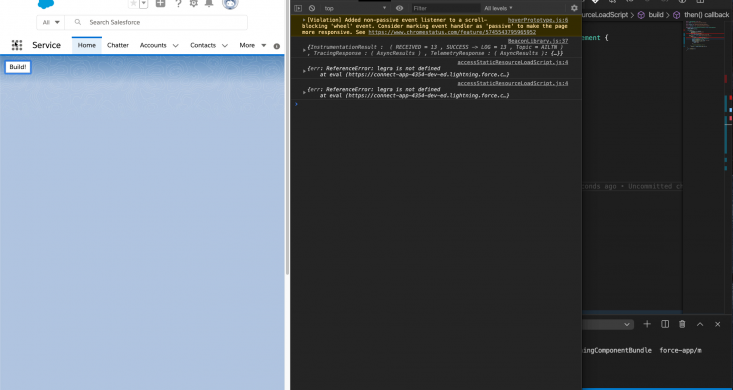 All
Search Salesforce
Service
Home
Chatter
Accounts
Contacts
More
Build!
top
Filter
All levels
[Violation] Added non-passive event listener to a scroll- hoverPrototype.js:6
blocking 'wheel' event. Consider marking event handler as 'passive' to make the page
more responsive. See https://www.chromestatus.com/feature/5745543795965952
BeaconLibrary.js:37
{InstrumentationResult : ( RECEIVED = 13 , SUCCESS -> LOG = 13 , Topic = AILTN )
, TracingResponse : ( AsyncResults ) , TelemetryResponse : ( AsyncResults ): {…}}
accessStaticResourceLoadScript.js:4
{err: ReferenceError: legra is not defined
at eval (https://connect-app-4354-dev-ed.lightning.force.c…}
accessStaticResourceLoadScript.js:4
{err: ReferenceError: legra is not defined
at eval (https://connect-app-4354-dev-ed.lightning.force.c…}
urceLoadScript
build
then() callback
ement {
onds ago • Uncommitted c
ingComponentBundle force-app/m